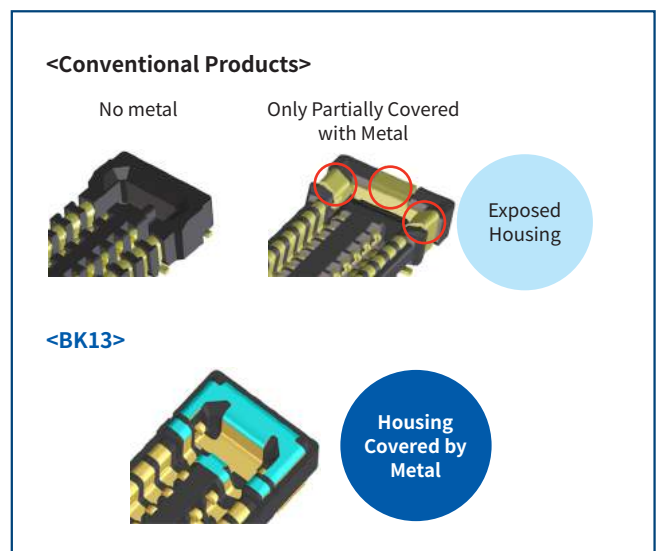 <Conventional Products>
No metal
Only Partially Covered
with Metal
Exposed
Housing
<BK13>
Housing
Covered by
Metal